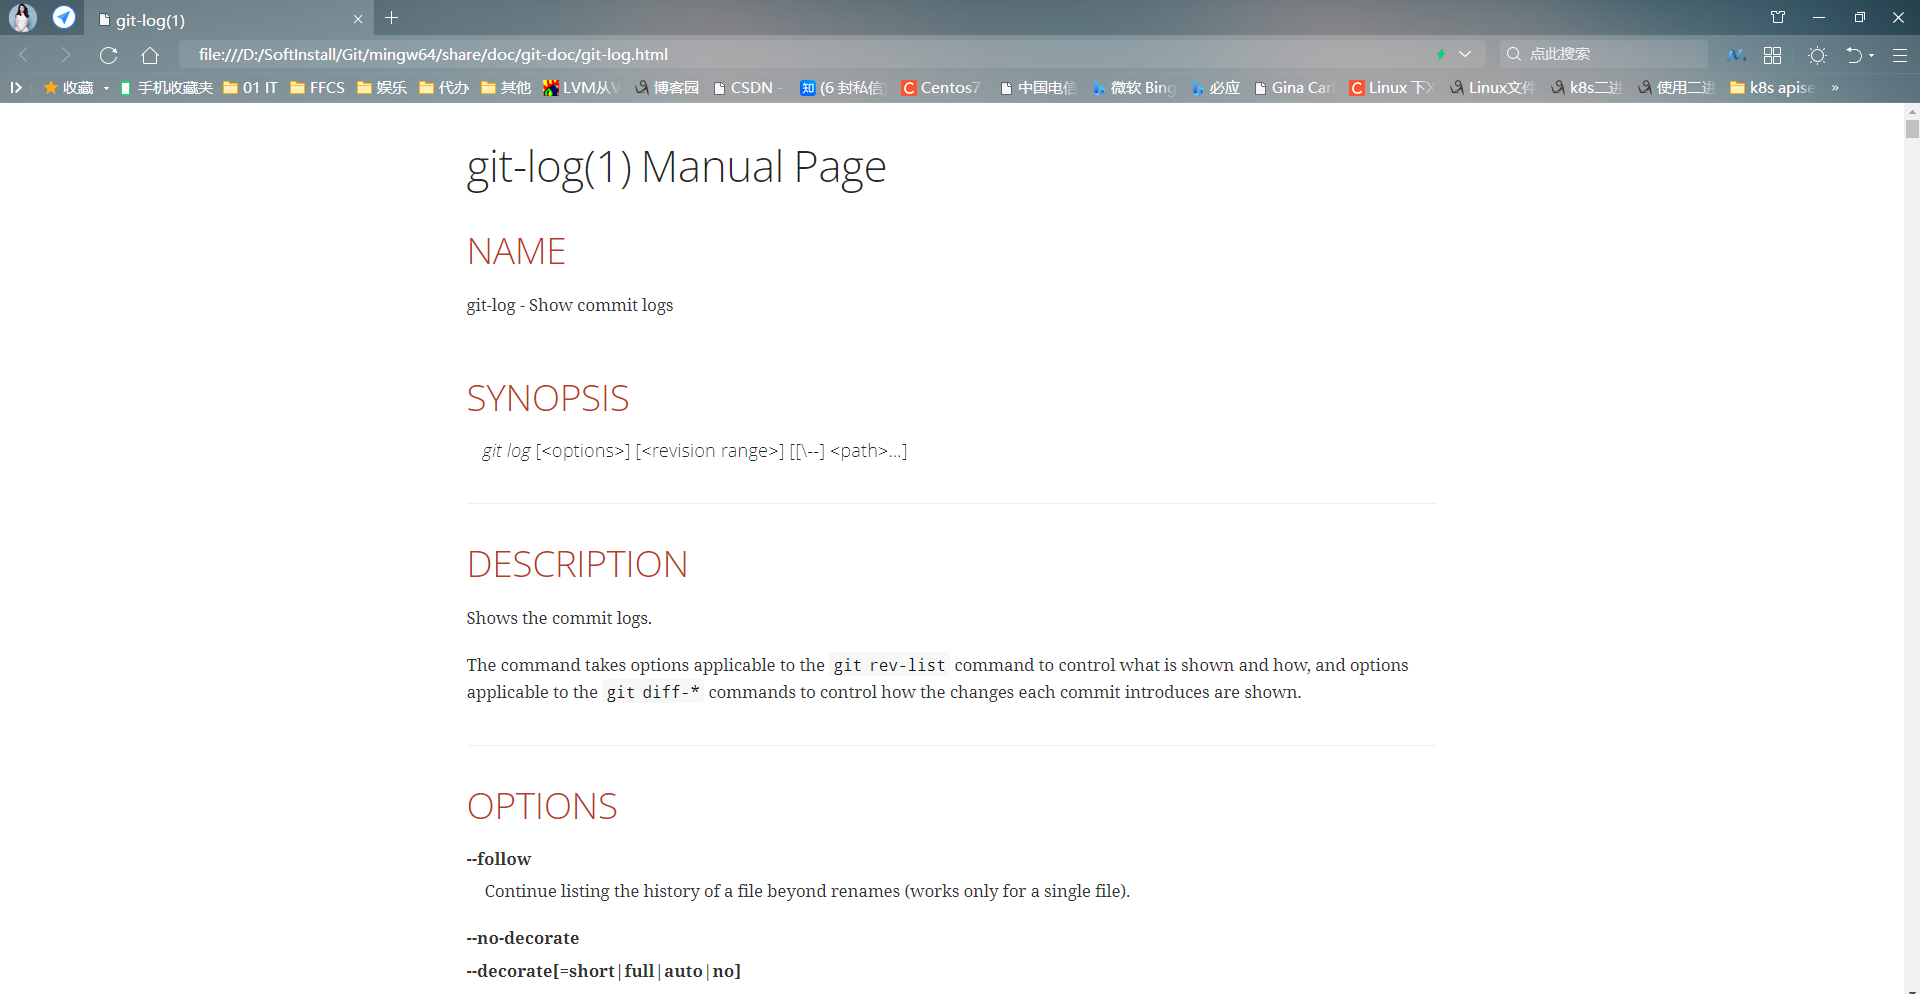 git-log(1)
file:///D:/SoftInstall/Git/mingw64/share/doc/git-doc/git-log.html
点此搜索
收藏 手机收藏夹 01 IT FFCS 娱乐 代办 其他 LVM从V 博客园 CSDN - 知 (6 封私信 C Centos7 中国电信 微软 Bing 必应 Gina Carl C Linux 下X Linux文件 k8s二进 使用二进 k8s apise »
git-log(1) Manual Page
NAME
git-log - Show commit logs
SYNOPSIS
git log [<options>] [<revision range>] [[\--] <path>...]
DESCRIPTION
Shows the commit logs.
The command takes options applicable to the git rev-list command to control what is shown and how, and options
applicable to the git diff-* commands to control how the changes each commit introduces are shown.
OPTIONS
--follow
Continue listing the history of a file beyond renames (works only for a single file).
--no-decorate
--decorate[=short|full|auto|no]